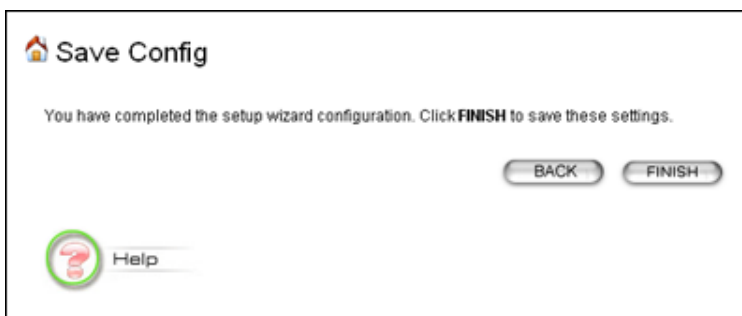 Save Config
You have completed the setup wizard configuration. Click FINISH to save these settings.
BACK FINISH
Help